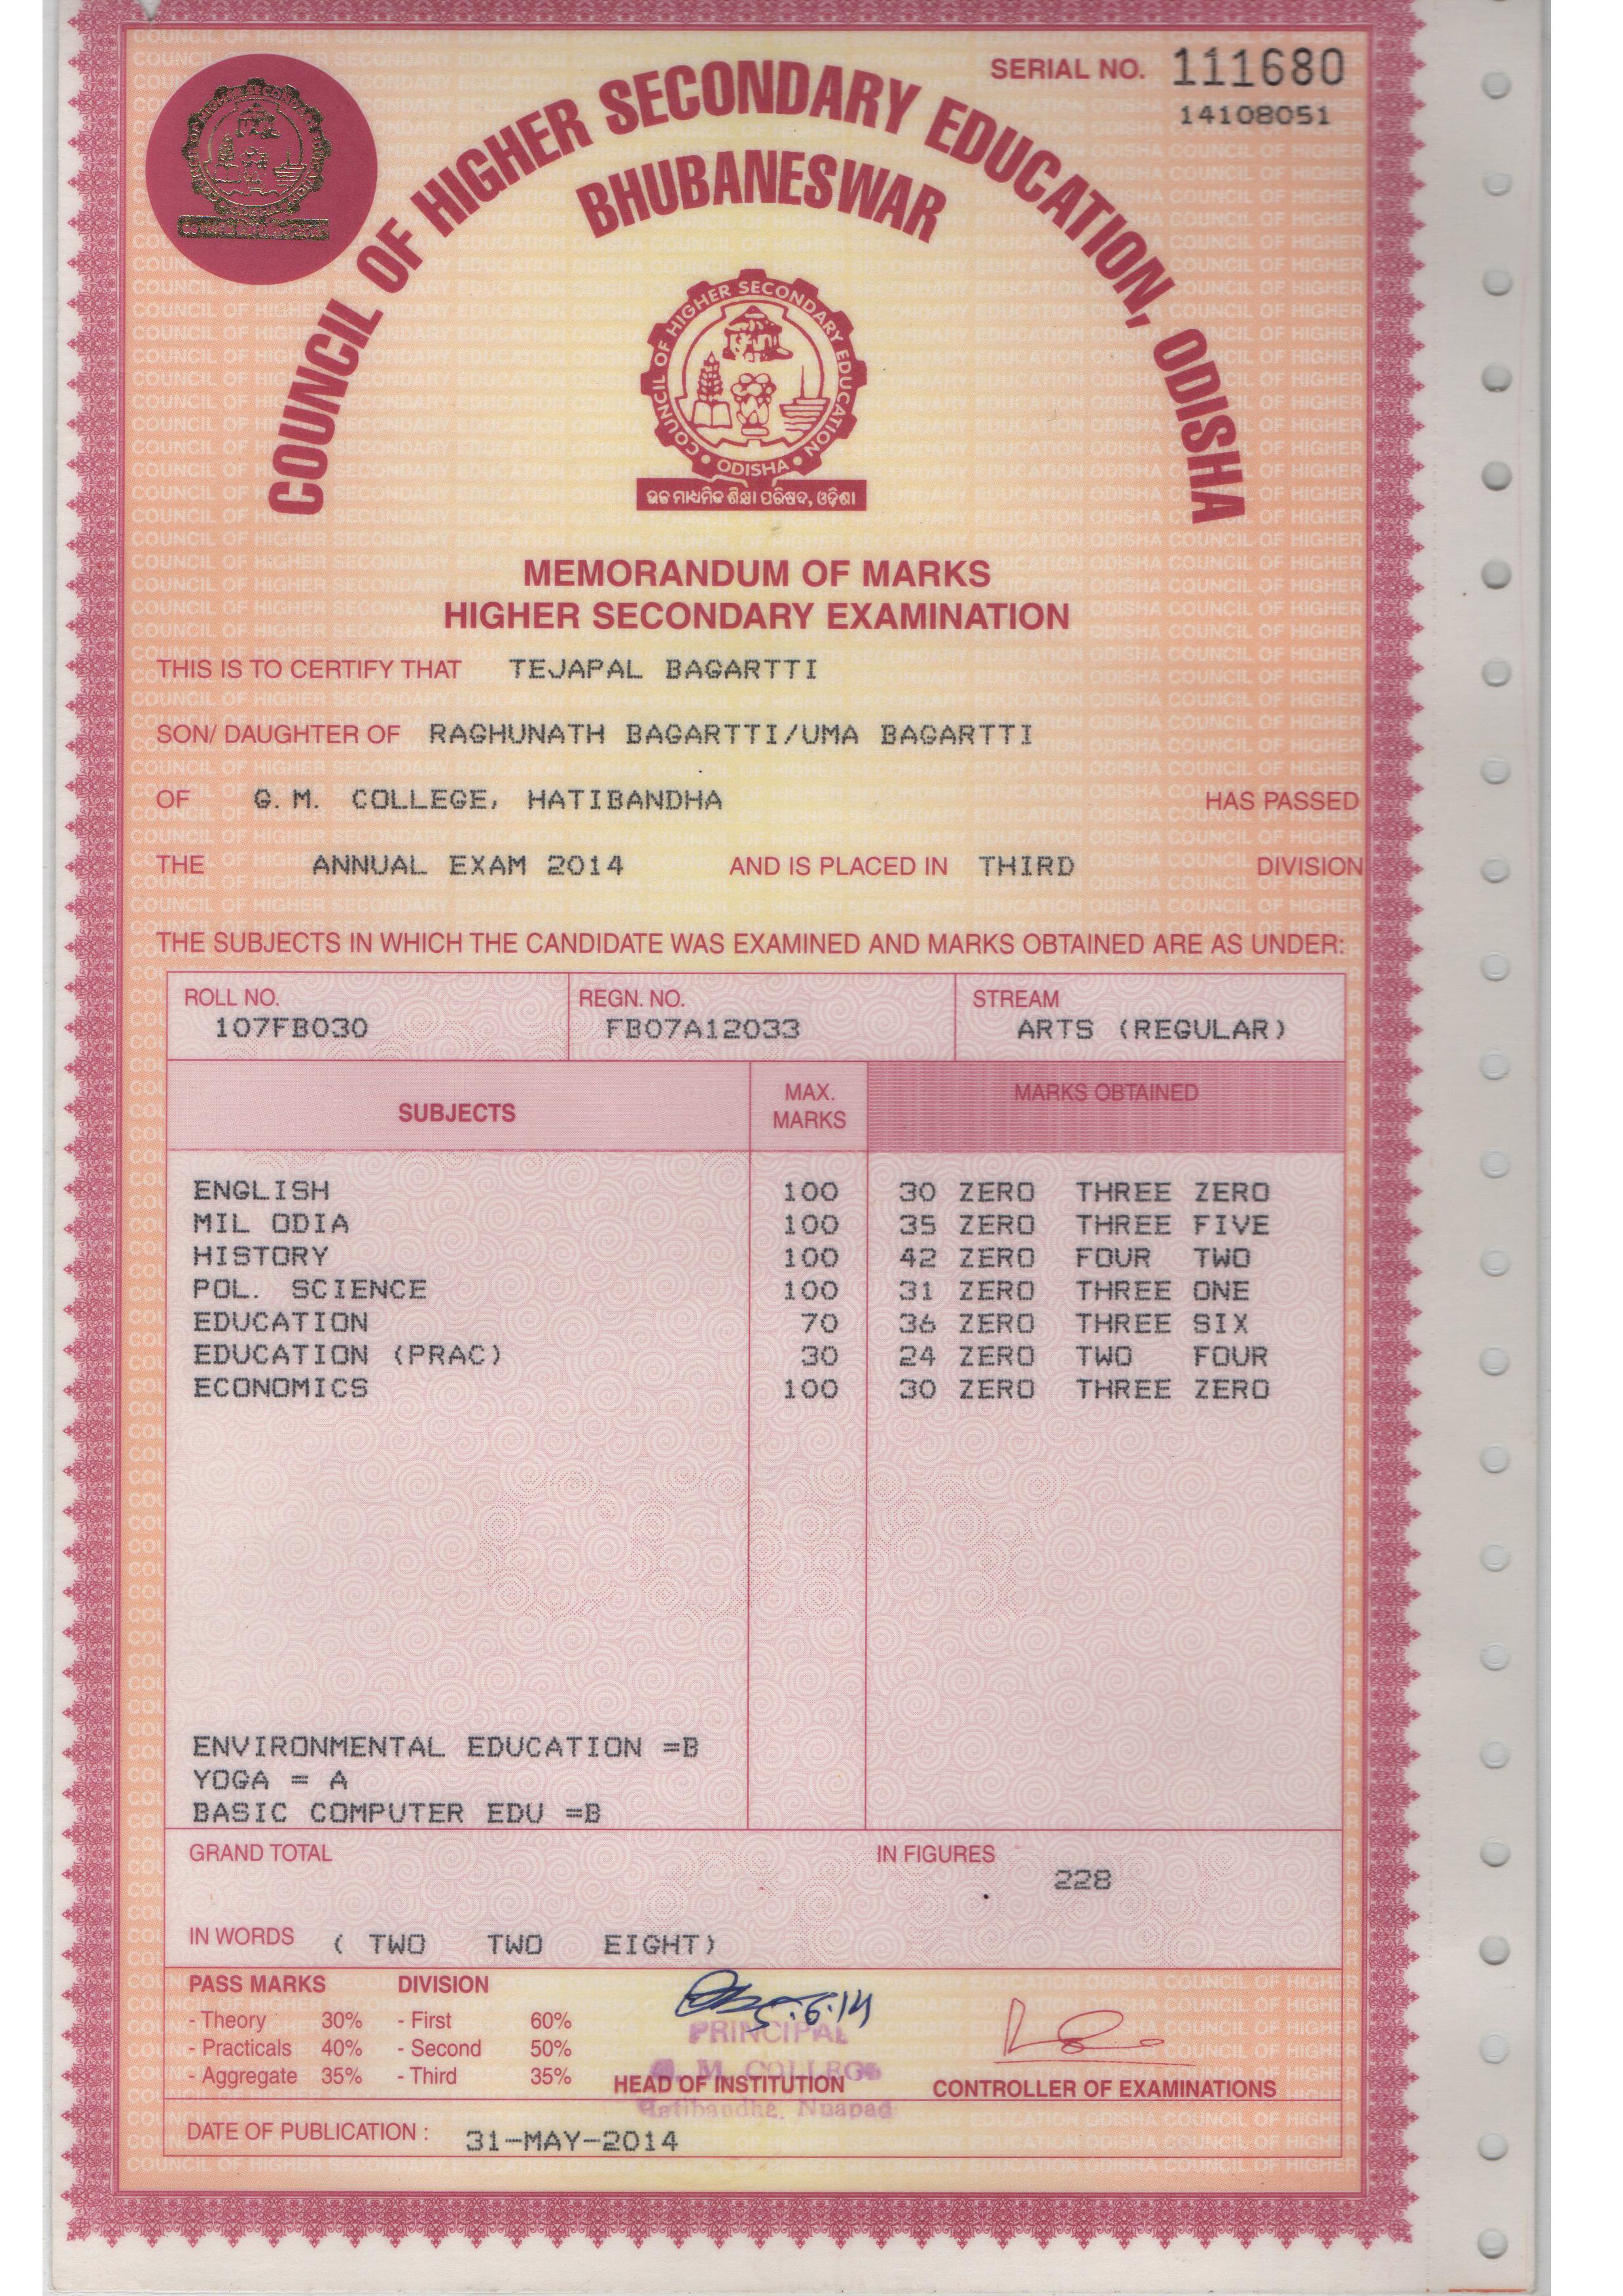 SERIAL NO. 111680
14108051
COUNCIL OF HIGHER SECONDARY EDUCATION, ODISHA
BHUBANESWAR
COUNCIL OF HIGHER SECONDARY EDUCATION
• ODISHA •
ଉଚ୍ଚ ମାଧ୍ୟମିକ ଶିକ୍ଷା ପରିଷଦ, ଓଡ଼ିଶା
MEMORANDUM OF MARKS
HIGHER SECONDARY EXAMINATION
THIS IS TO CERTIFY THAT TEJAPAL BAGARTTI
SON/ DAUGHTER OF RAGHUNATH BAGARTTI/UMA BAGARTTI
OF G.M. COLLEGE, HATIBANDHA HAS PASSED
THE ANNUAL EXAM 2014 AND IS PLACED IN THIRD DIVISION
THE SUBJECTS IN WHICH THE CANDIDATE WAS EXAMINED AND MARKS OBTAINED ARE AS UNDER:
ROLL NO. REGN. NO. STREAM
107FB030 FB07A12033 ARTS (REGULAR)
SUBJECTS MAX. MARKS MARKS OBTAINED
ENGLISH 100 30 ZERO THREE ZERO
MIL ODIA 100 35 ZERO THREE FIVE
HISTORY 100 42 ZERO FOUR TWO
POL. SCIENCE 100 31 ZERO THREE ONE
EDUCATION 70 36 ZERO THREE SIX
EDUCATION (PRAC) 30 24 ZERO TWO FOUR
ECONOMICS 100 30 ZERO THREE ZERO
ENVIRONMENTAL EDUCATION =B
YOGA = A
BASIC COMPUTER EDU =B
GRAND TOTAL IN FIGURES
228
IN WORDS ( TWO TWO EIGHT)
PASS MARKS DIVISION
- Theory 30% - First 60%
- Practicals 40% - Second 50%
- Aggregate 35% - Third 35%
5.6.14
PRINCIPAL
G. M. COLLEGE
HEAD OF INSTITUTION CONTROLLER OF EXAMINATIONS
Hatibandha, Nuapad
DATE OF PUBLICATION : 31-MAY-2014